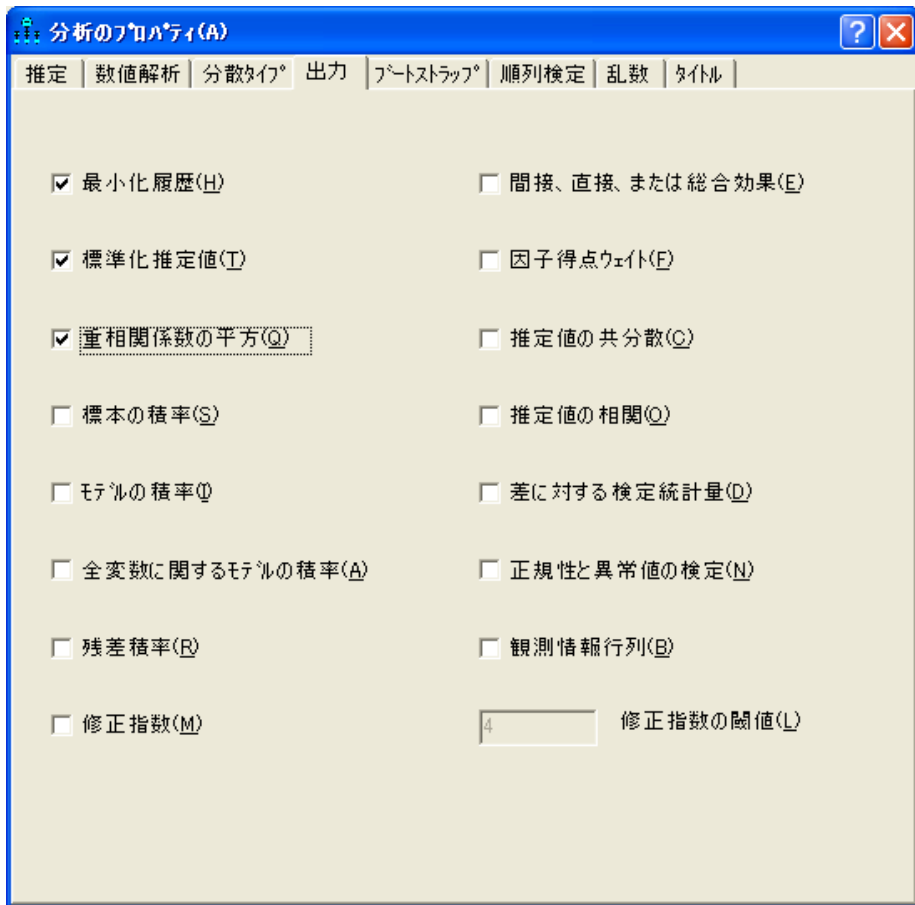 分析のﾌﾟﾛﾊﾟﾃｨ(A)
推定 数値解析 分散ﾀｲﾌﾟ 出力 ﾌﾞｰﾄｽﾄﾗｯﾌﾟ 順列検定 乱数 ﾀｲﾄﾙ
最小化履歴(H) 間接、直接、または総合効果(E)
標準化推定値(T) 因子得点ｳｪｲﾄ(F)
重相関係数の平方(Q) 推定値の共分散(C)
標本の積率(S) 推定値の相関(O)
ﾓﾃﾞﾙの積率(I) 差に対する検定統計量(D)
全変数に関するﾓﾃﾞﾙの積率(A) 正規性と異常値の検定(N)
残差積率(R) 観測情報行列(B)
修正指数(M) 4 修正指数の閾値(L)